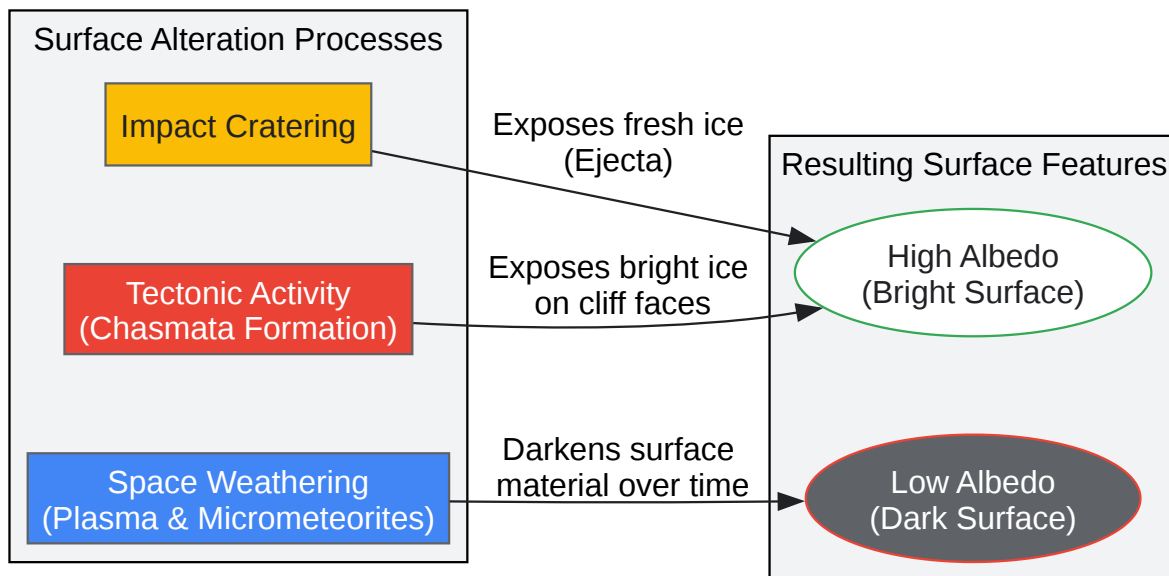 Surface Alteration Processes
Impact Cratering
Tectonic Activity
(Chasmata Formation)
Space Weathering
(Plasma & Micrometeorites)
Exposes fresh ice
(Ejecta)
Exposes bright ice
on cliff faces
Darkens surface
material over time
Resulting Surface Features
High Albedo
(Bright Surface)
Low Albedo
(Dark Surface)